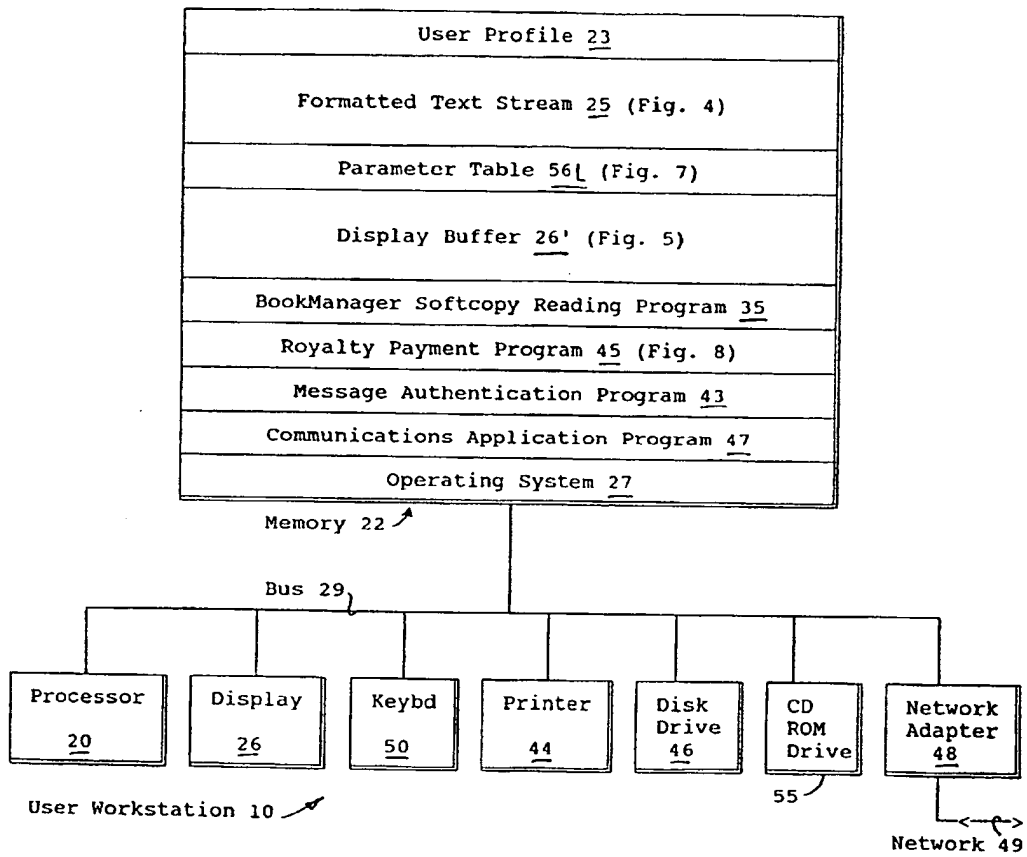 User Profile 23
Formatted Text Stream 25 (Fig. 4)
Parameter Table 56L (Fig. 7)
Display Buffer 26' (Fig. 5)
BookManager Softcopy Reading Program 35
Royalty Payment Program 45 (Fig. 8)
Message Authentication Program 43
Communications Application Program 47
Operating System 27
Memory 22
Bus 29
Processor
20
Display
26
Keybd
50
Printer
44
Disk
Drive
46
CD
ROM
Drive
55
Network
Adapter
48
User Workstation 10
Network 49